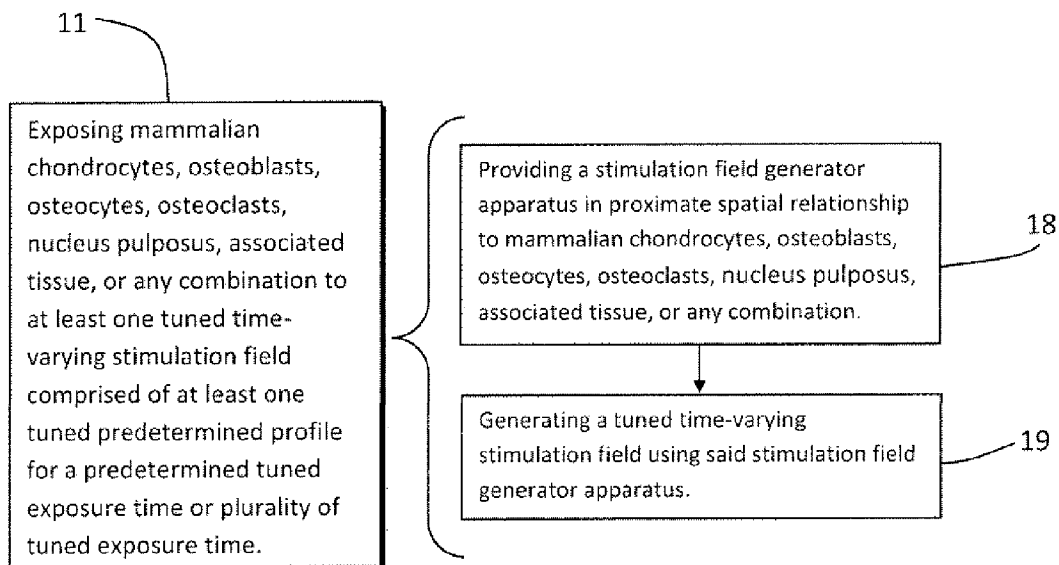 11
Exposing mammalian
chondrocytes, osteoblasts,
osteocytes, osteoclasts,
nucleus pulposus, associated
tissue, or any combination to
at least one tuned time-
varying stimulation field
comprised of at least one
tuned predetermined profile
for a predetermined tuned
exposure time or plurality of
tuned exposure time.
Providing a stimulation field generator
apparatus in proximate spatial relationship
to mammalian chondrocytes, osteoblasts,
osteocytes, osteoclasts, nucleus pulposus,
associated tissue, or any combination.
18
Generating a tuned time-varying
stimulation field using said stimulation field
generator apparatus.
19